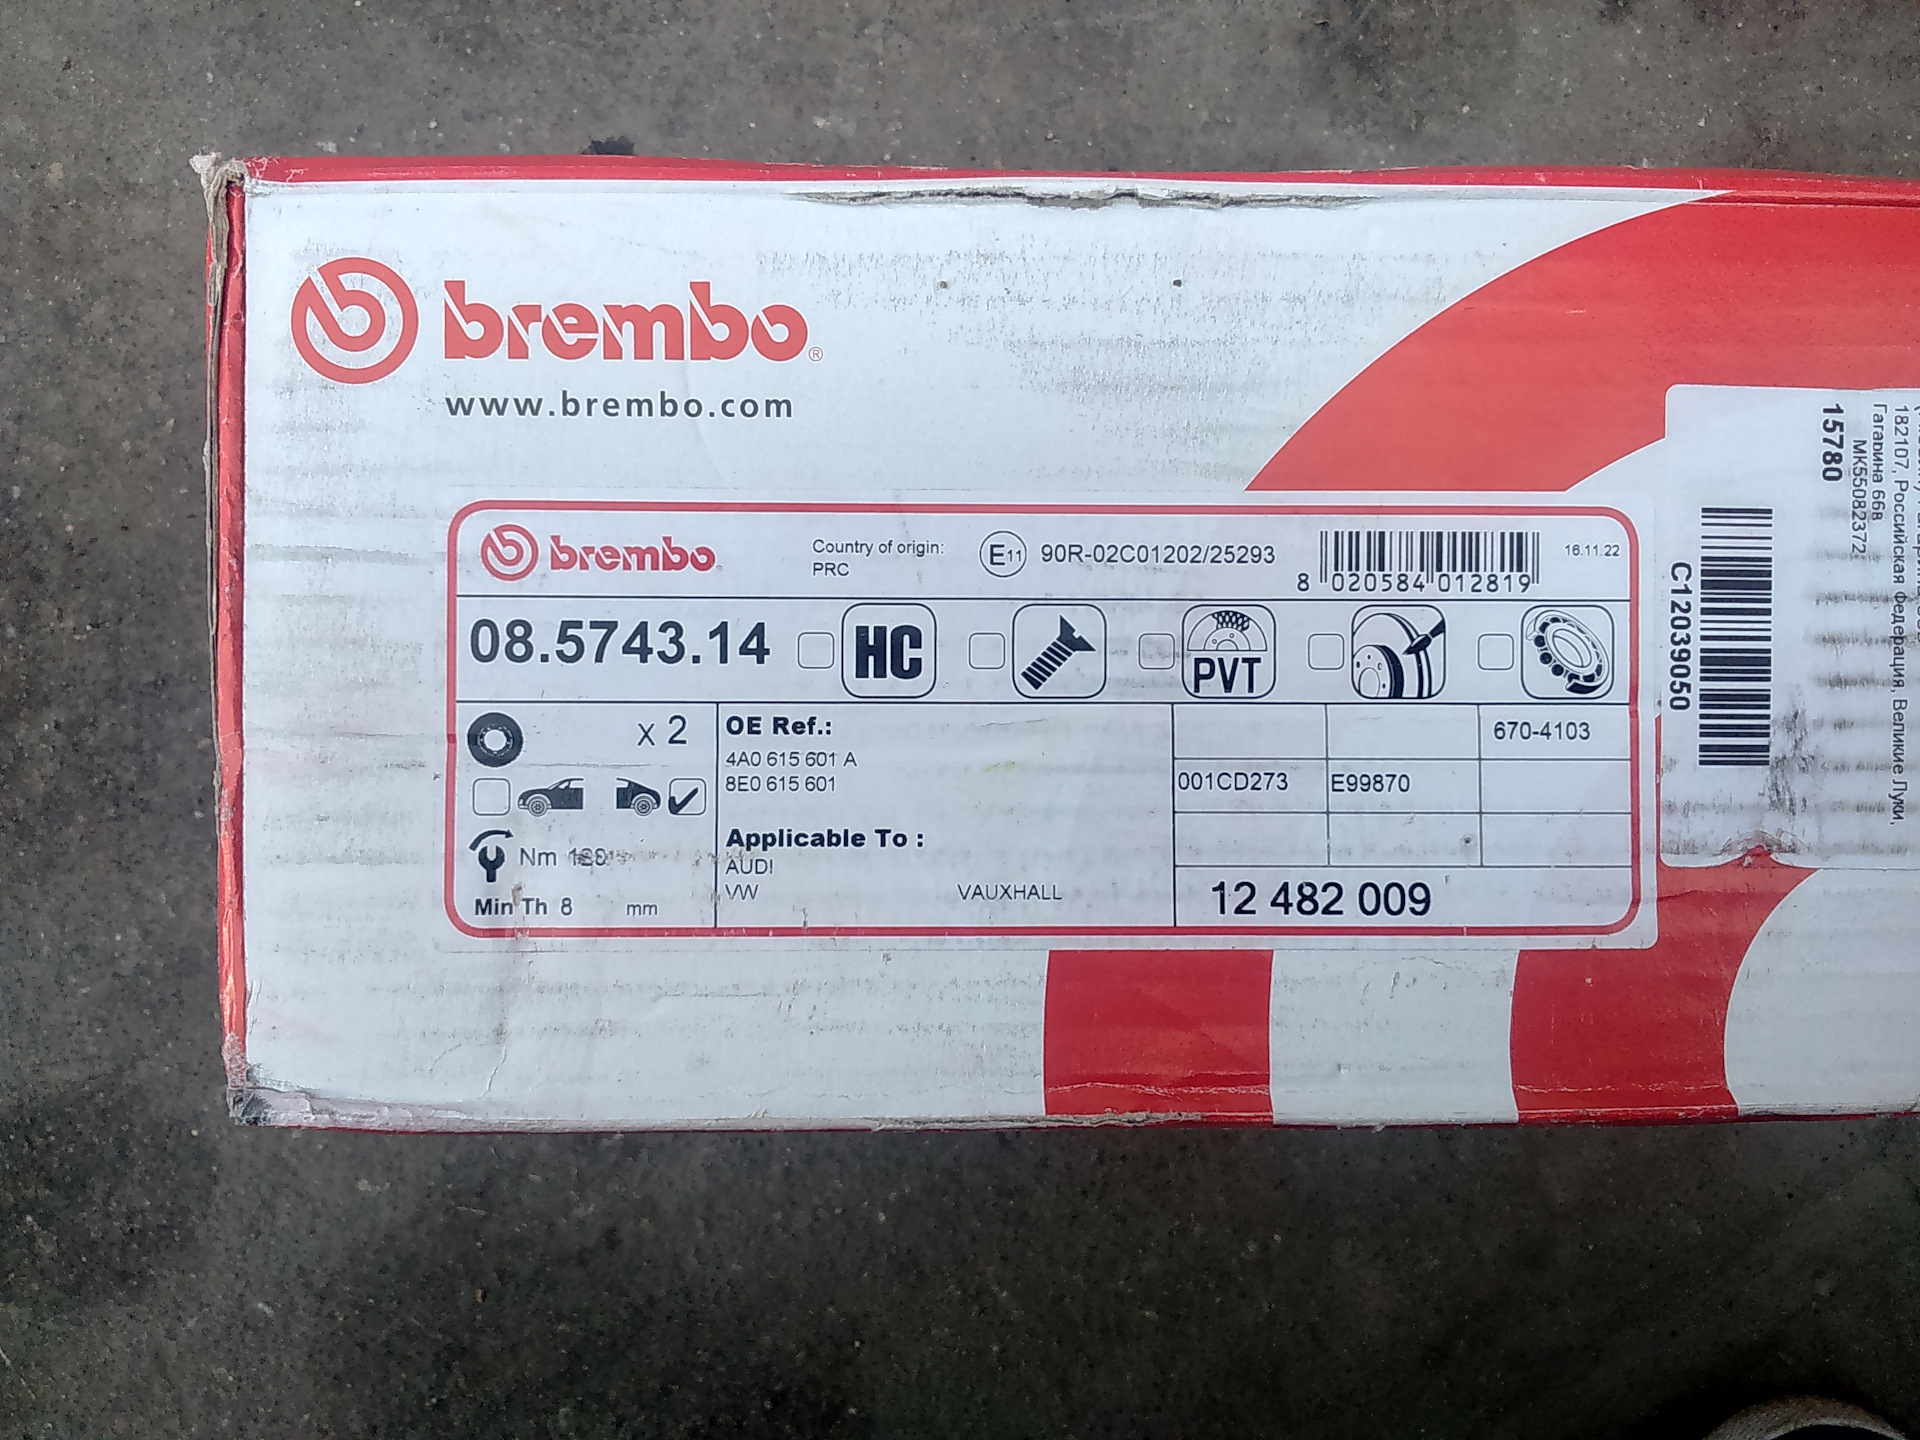 brembo®
www.brembo.com
brembo
Country of origin:
PRC
E11 90R-02C01202/25293
8 020584 012819
16.11.22
08.5743.14
HC
PVT
x 2
Nm
Min Th 8 mm
OE Ref.:
4A0 615 601 A
8E0 615 601
Applicable To :
AUDI
VW VAUXHALL
670-4103
001CD273 E99870
12 482 009
182107, Российская Федерация, Великие Луки,
Гагарина 66в
МК55082372
15780
C12039050